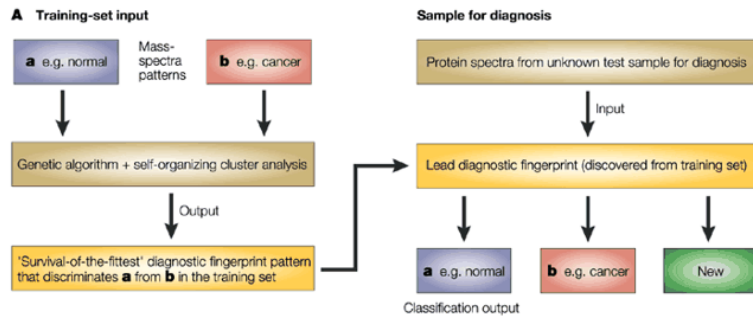 A Training-set input
a e.g. normal
Mass-
spectra
patterns
b e.g. cancer
Genetic algorithm + self-organizing cluster analysis
Output
'Survival-of-the-fittest' diagnostic fingerprint pattern
that discriminates a from b in the training set
Sample for diagnosis
Protein spectra from unknown test sample for diagnosis
Input
Lead diagnostic fingerprint (discovered from training set)
a e.g. normal
b e.g. cancer
New
Classification output